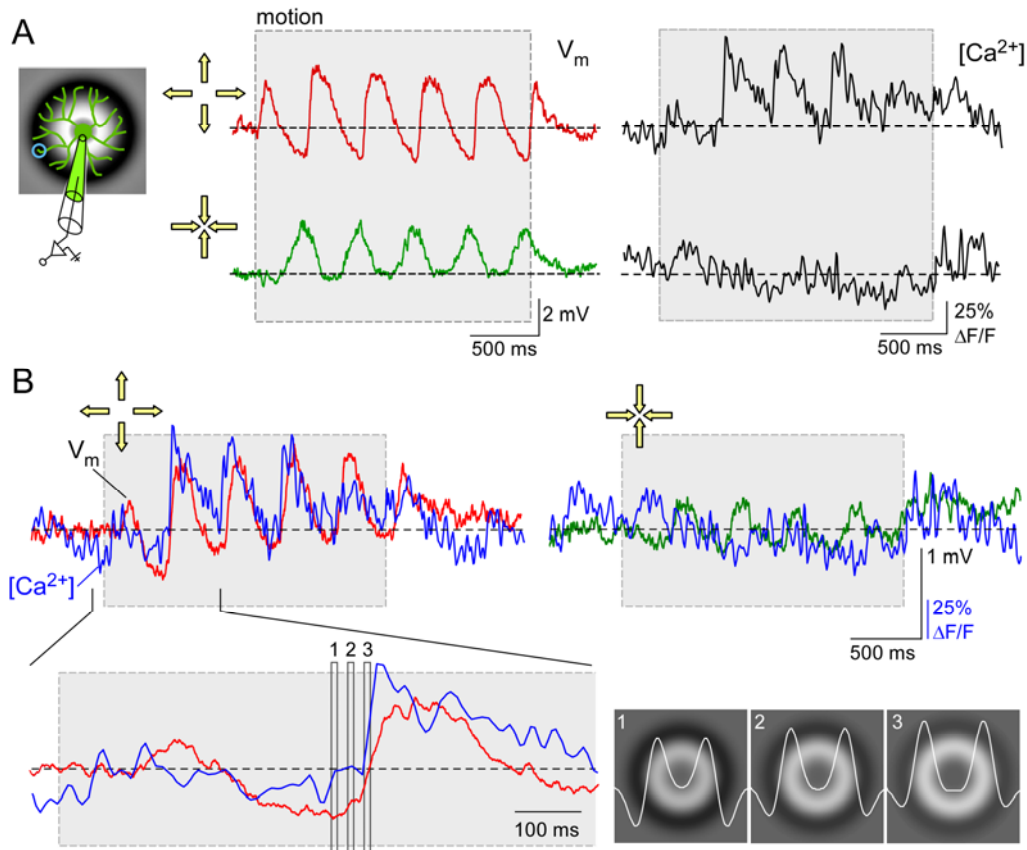 A
motion
Vm
[Ca2+]
2 mV
500 ms
25%
ΔF/F
500 ms
B
Vm
[Ca2+]
1 mV
25%
ΔF/F
500 ms
1 2 3
100 ms
1 2 3